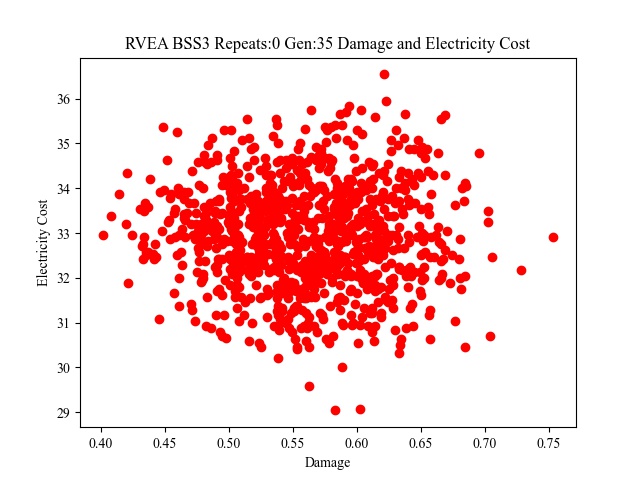 RVEA BSS3 Repeats:0 Gen:35 Damage and Electricity Cost
36
35
34
33
32
31
30
29
Electricity Cost
0.40 0.45 0.50 0.55 0.60 0.65 0.70 0.75
Damage